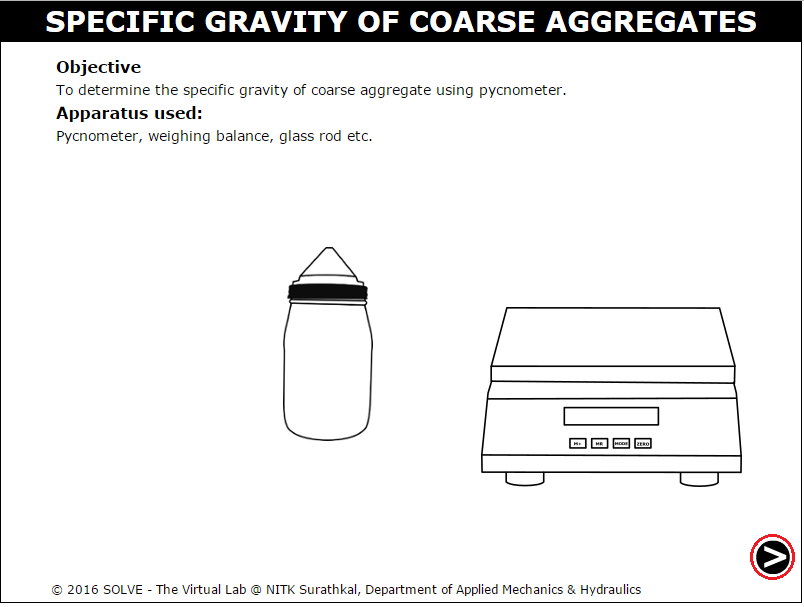 SPECIFIC GRAVITY OF COARSE AGGREGATES
Objective
To determine the specific gravity of coarse aggregate using pycnometer.
Apparatus used:
Pycnometer, weighing balance, glass rod etc.
M+ MR MODE ZERO
© 2016 SOLVE - The Virtual Lab @ NITK Surathkal, Department of Applied Mechanics & Hydraulics